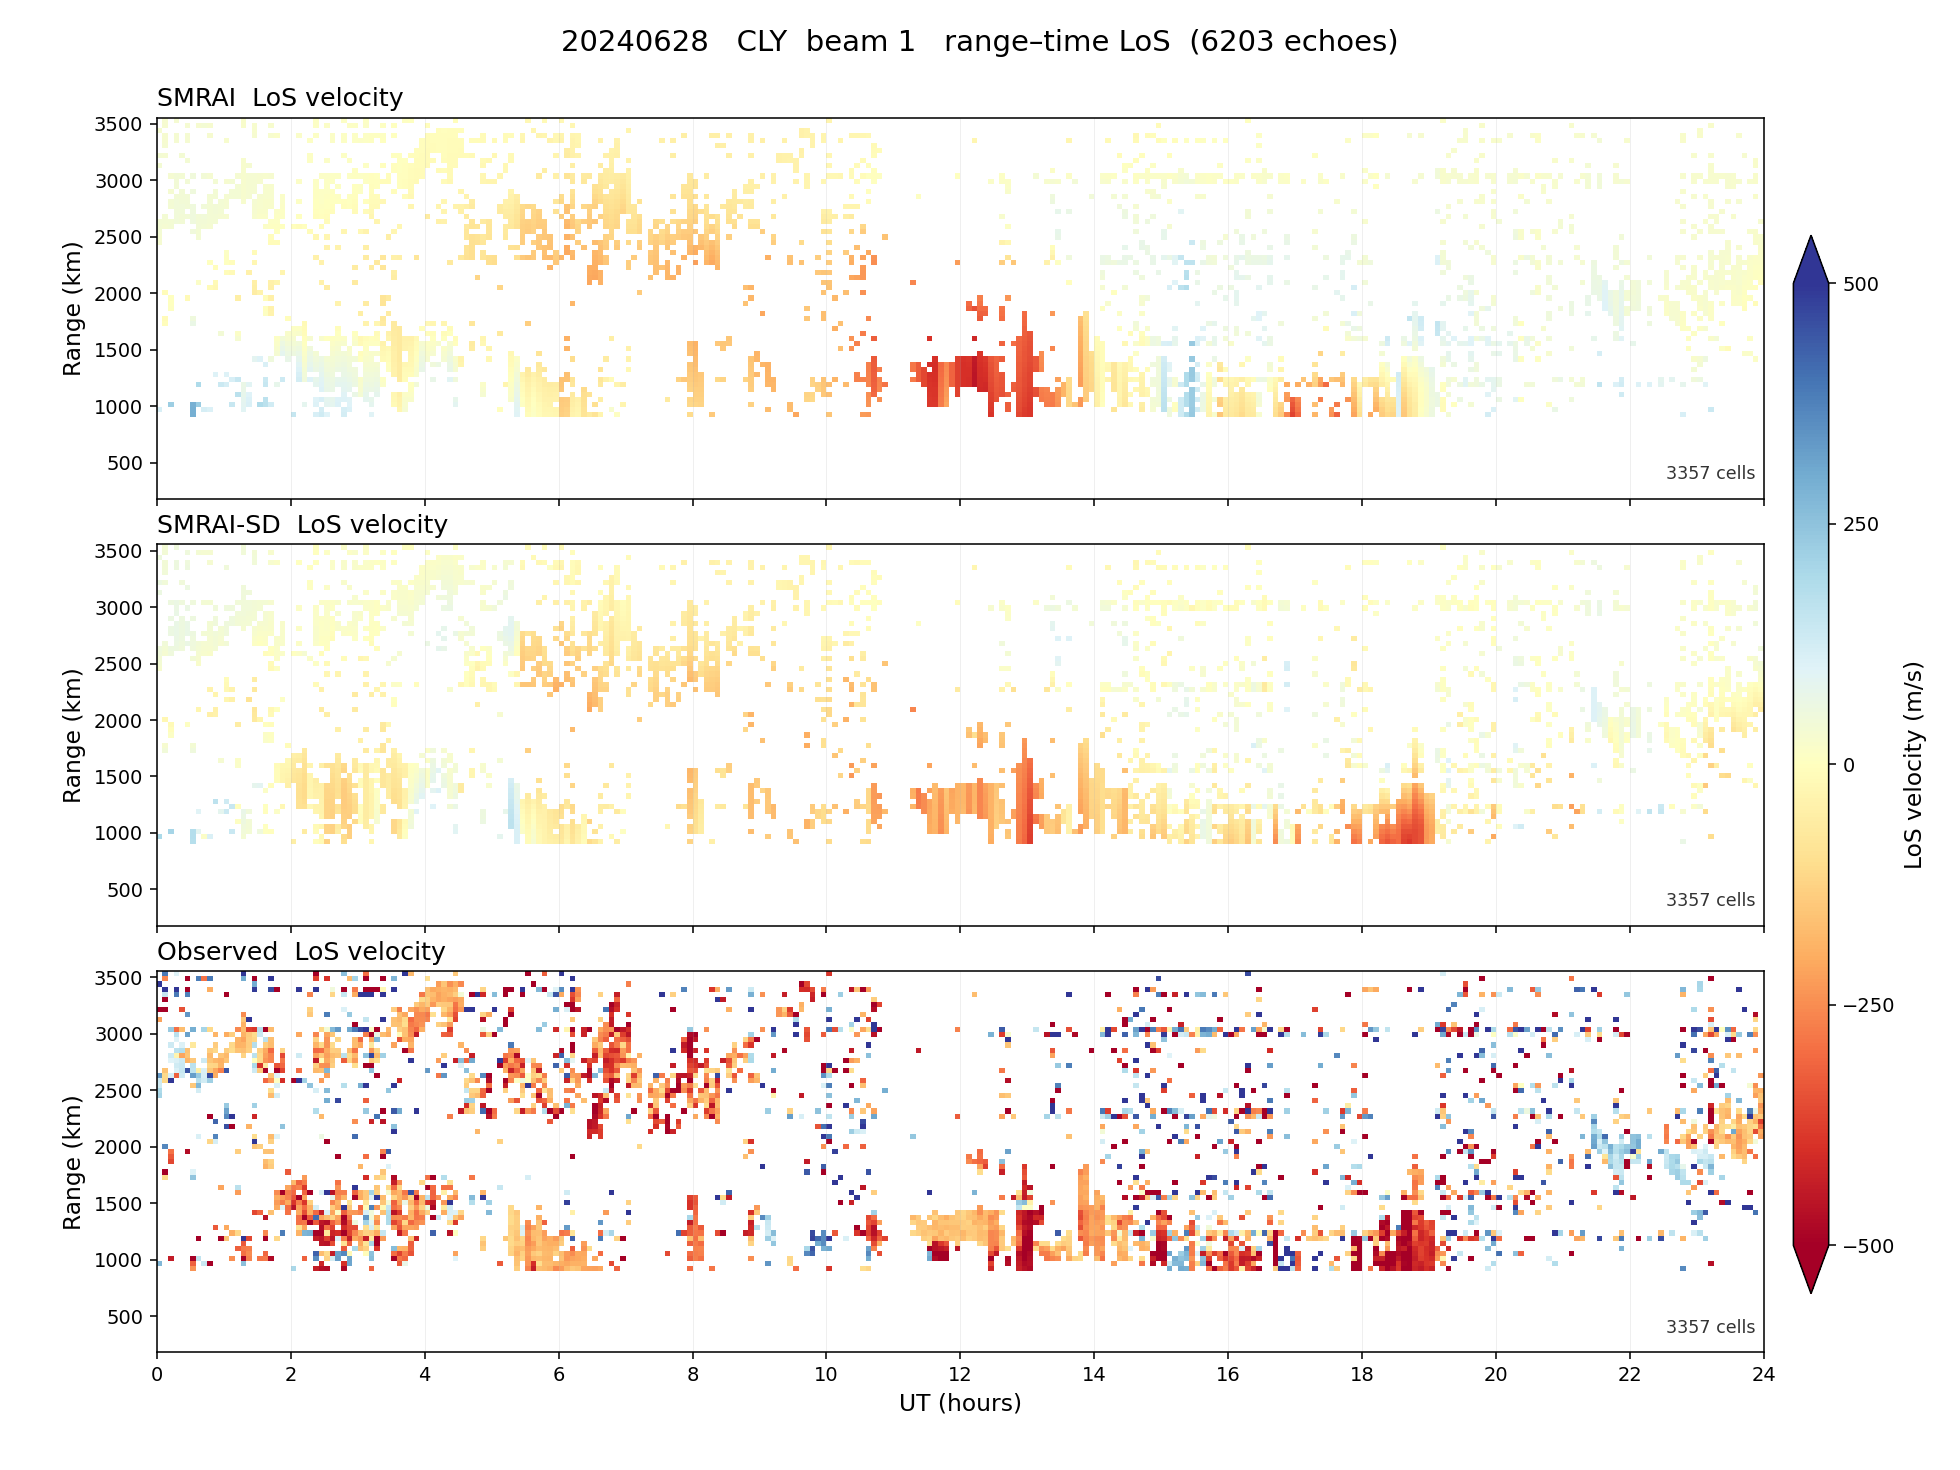 20240628   CLY  beam 1   range–time LoS  (6203 echoes)
SMRAI  LoS velocity
3500
3000
2500
2000
1500
1000
500
Range (km)
3357 cells
SMRAI-SD  LoS velocity
3500
3000
2500
2000
1500
1000
500
Range (km)
3357 cells
Observed  LoS velocity
3500
3000
2500
2000
1500
1000
500
Range (km)
3357 cells
0 2 4 6 8 10 12 14 16 18 20 22 24
UT (hours)
500
250
0
−250
−500
LoS velocity (m/s)